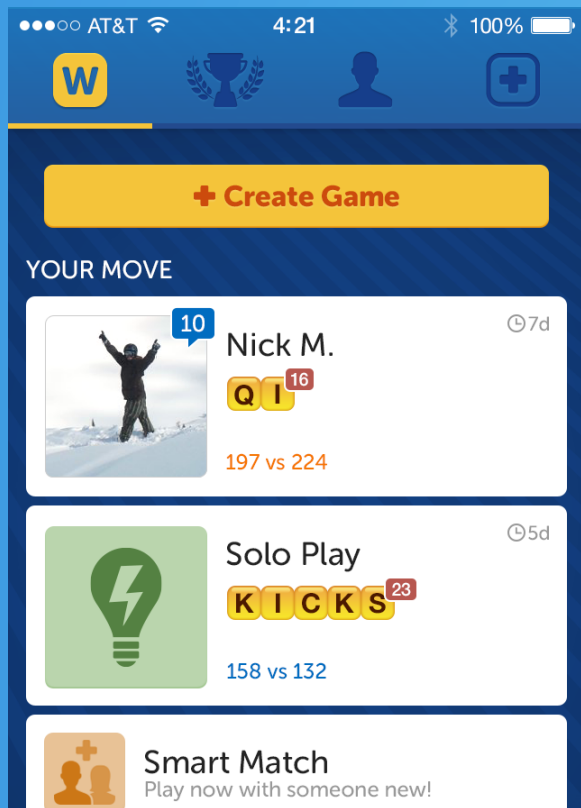 AT&T 4:21 100%
W
Create Game
YOUR MOVE
10
7d
Nick M.
QI 16
197 vs 224
5d
Solo Play
KICKS 23
158 vs 132
Smart Match
Play now with someone new!